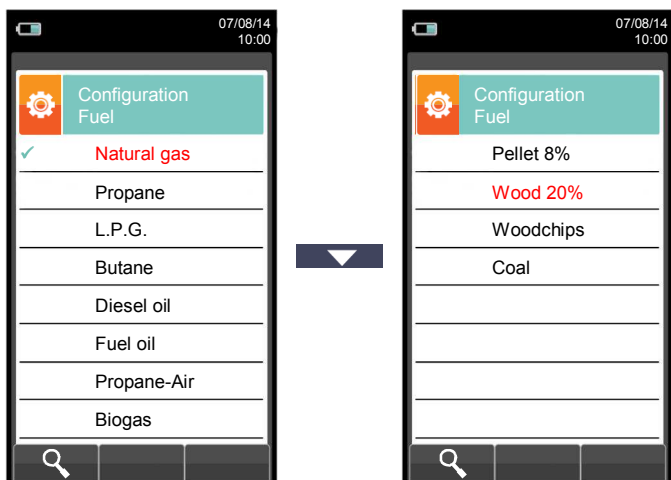 07/08/14
10:00
Configuration
Fuel
Natural gas
Propane
L.P.G.
Butane
Diesel oil
Fuel oil
Propane-Air
Biogas
07/08/14
10:00
Configuration
Fuel
Pellet 8%
Wood 20%
Woodchips
Coal